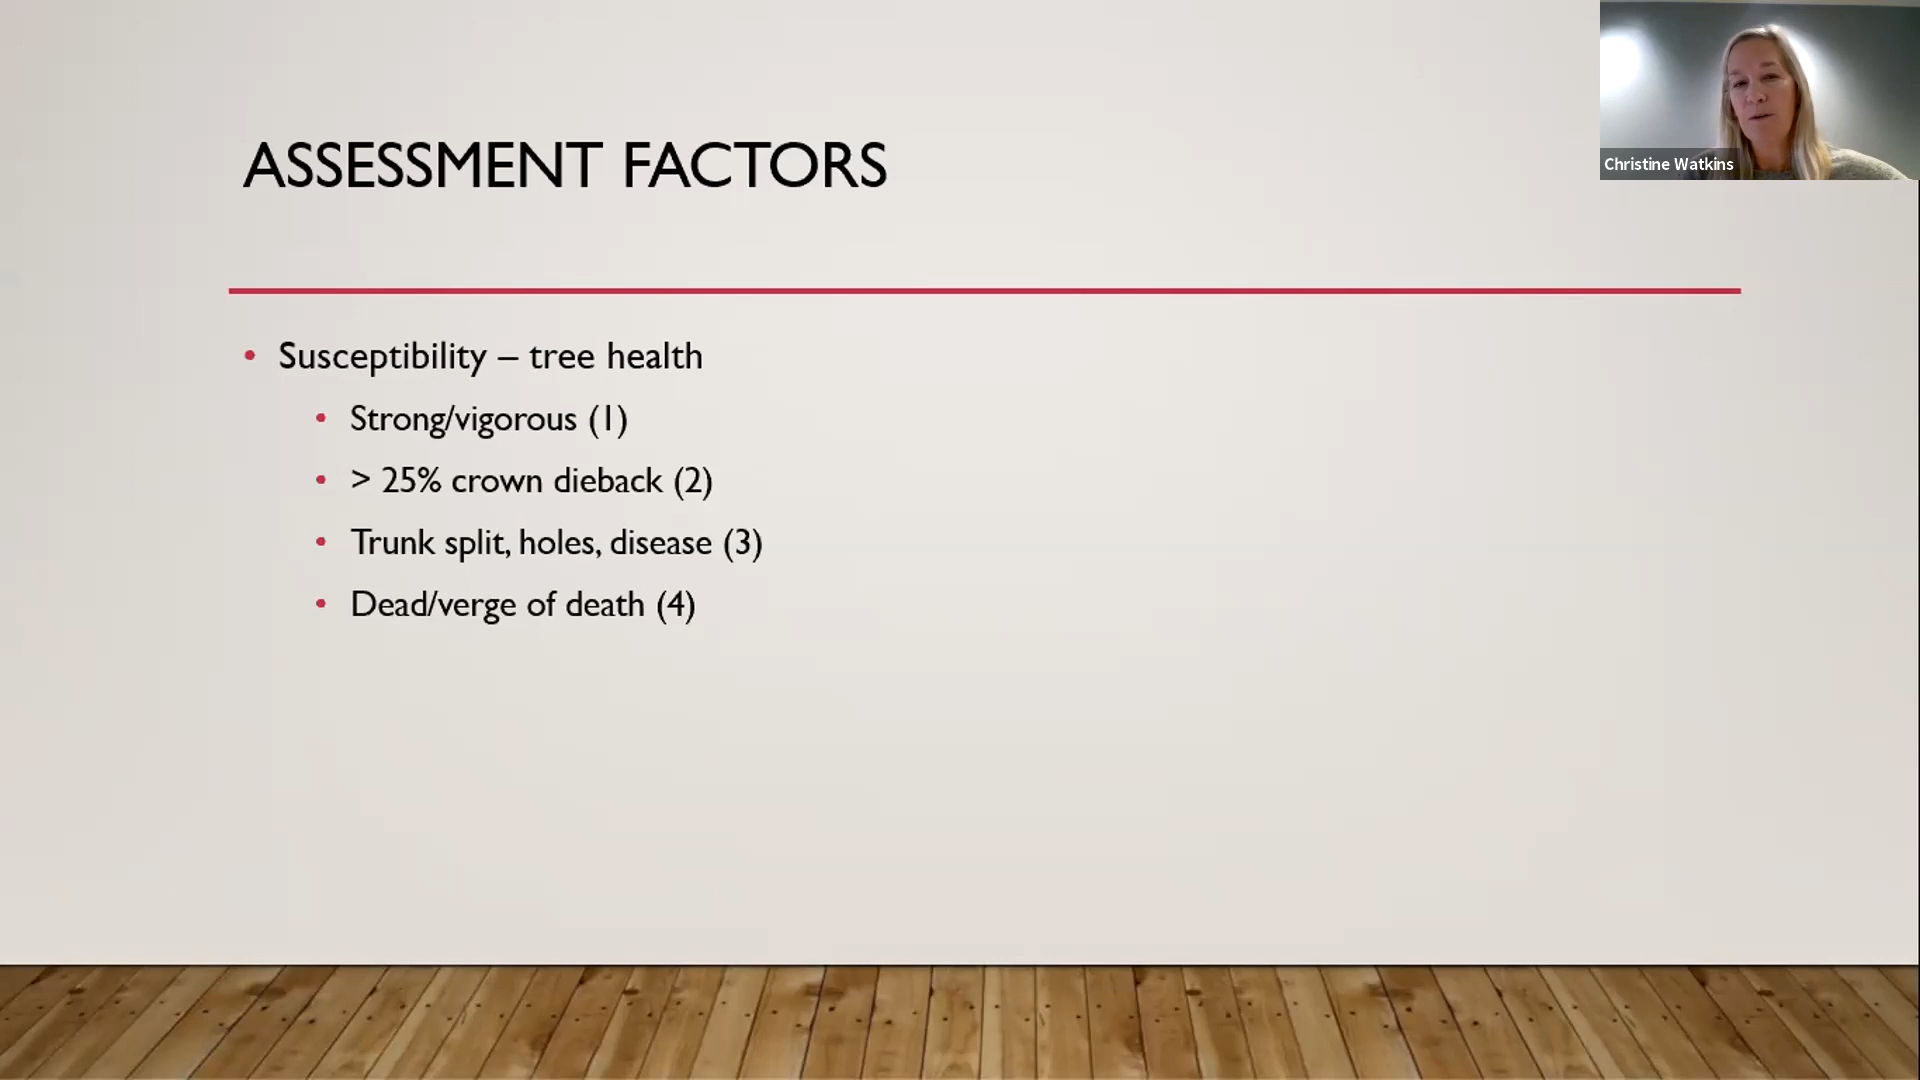 ASSESSMENT FACTORS
Christine Watkins
• Susceptibility – tree health
• Strong/vigorous (1)
• > 25% crown dieback (2)
• Trunk split, holes, disease (3)
• Dead/verge of death (4)